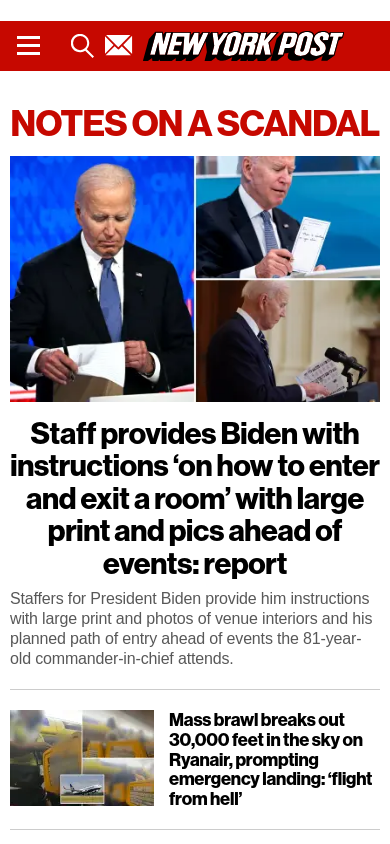 NEW YORK POST
NOTES ON A SCANDAL
Staff provides Biden with
instructions ‘on how to enter
and exit a room’ with large
print and pics ahead of
events: report
Staffers for President Biden provide him instructions
with large print and photos of venue interiors and his
planned path of entry ahead of events the 81-year-
old commander-in-chief attends.
Mass brawl breaks out
30,000 feet in the sky on
Ryanair, prompting
emergency landing: ‘flight
from hell’